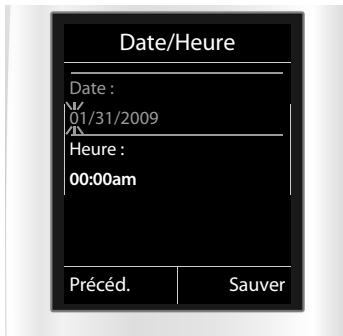 Date/Heure
Date :
01/31/2009
Heure :
00:00am
Précéd. Sauver